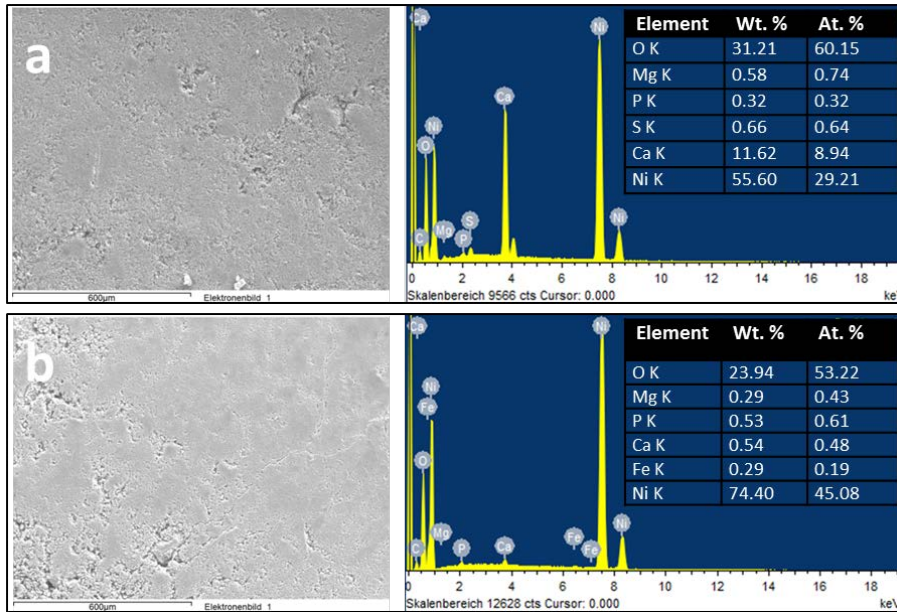 a
600µm
Elektronenbild 1
Ca
Ni
Ca
Ni
O
S
Ni
C
Mg
P
0 2 4 6 8 10 12 14 16 18
Skalenbereich 9566 cts Cursor: 0.000
keV
Element Wt. % At. %
O K 31.21 60.15
Mg K 0.58 0.74
P K 0.32 0.32
S K 0.66 0.64
Ca K 11.62 8.94
Ni K 55.60 29.21
b
600µm
Elektronenbild 1
Ca
Ni
Ni
Fe
O
Ni
C
Mg
P
Ca
Fe
Fe
0 2 4 6 8 10 12 14 16 18
Skalenbereich 12628 cts Cursor: 0.000
keV
Element Wt. % At. %
O K 23.94 53.22
Mg K 0.29 0.43
P K 0.53 0.61
Ca K 0.54 0.48
Fe K 0.29 0.19
Ni K 74.40 45.08